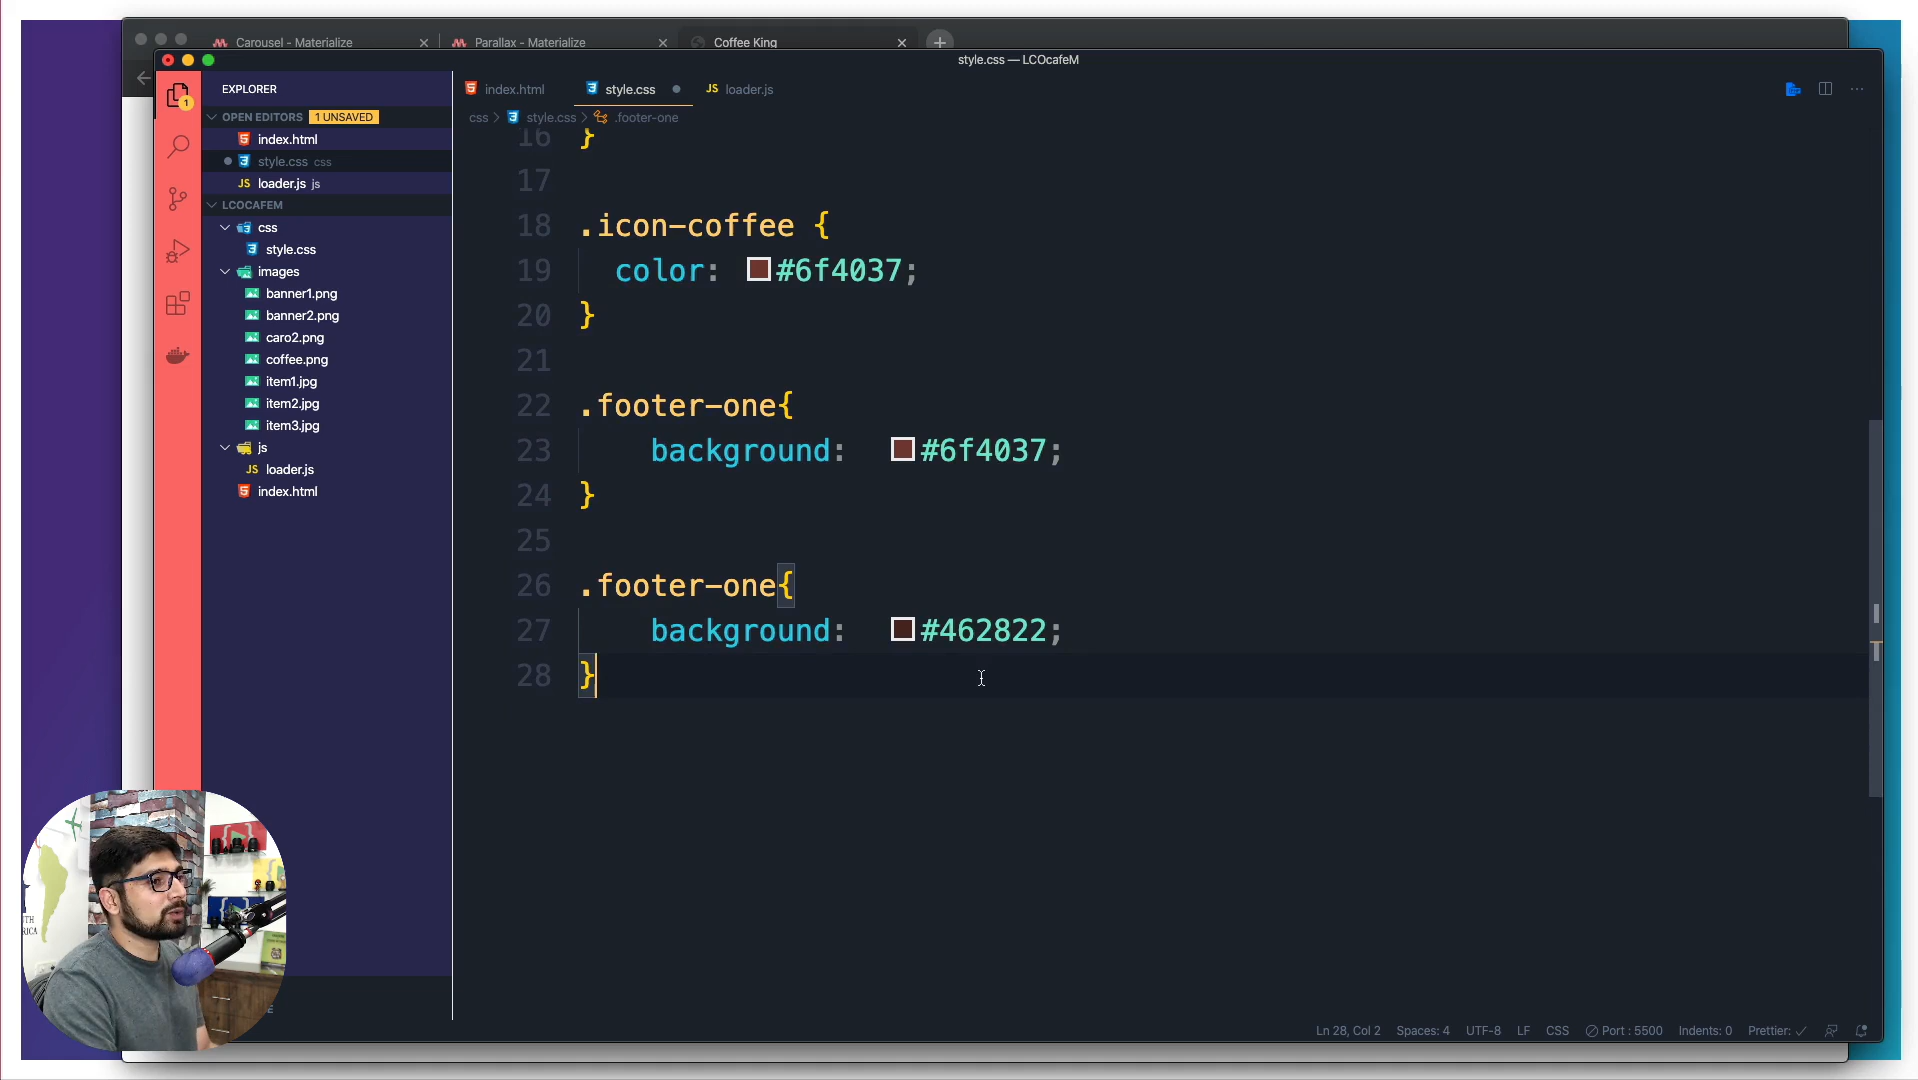 Carousel - Materialize
Parallax - Materialize
Coffee King
style.css — LCOcafeM
EXPLORER
OPEN EDITORS 1 UNSAVED
index.html
style.css css
loader.js js
LCOCAFEM
css
style.css
images
banner1.png
banner2.png
caro2.png
coffee.png
item1.jpg
item2.jpg
item3.jpg
js
JS loader.js
index.html
index.html
style.css
JS loader.js
css > style.css > .footer-one
16 }
17
18 .icon-coffee {
19 color: #6f4037;
20 }
21
22 .footer-one{
23 background: #6f4037;
24 }
25
26 .footer-one{
27 background: #462822;
28 }
Ln 28, Col 2 Spaces: 4 UTF-8 LF CSS Port : 5500 Indents: 0 Prettier: ✓